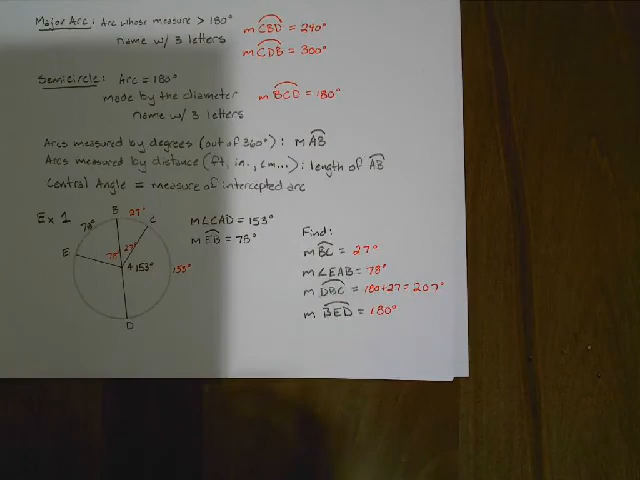 Major Arc: Arc whose measure > 180° m CBD = 240°
name w/ 3 letters m CDB = 300°
Semicircle: Arc = 180°
made by the diameter m BCD = 180°
name w/ 3 letters
Arcs measured by degrees (out of 360°): m AB
Arcs measured by distance (ft, in., cm...): length of AB
Central Angle = measure of intercepted arc
Ex 1
B 27°
78° C
E
78° 27°
A 153°
D
m∠CAD = 153°
m EB = 78°
Find:
m BC = 27°
m∠EAB = 78°
m DBC = 180+27 = 207°
m BED = 180°